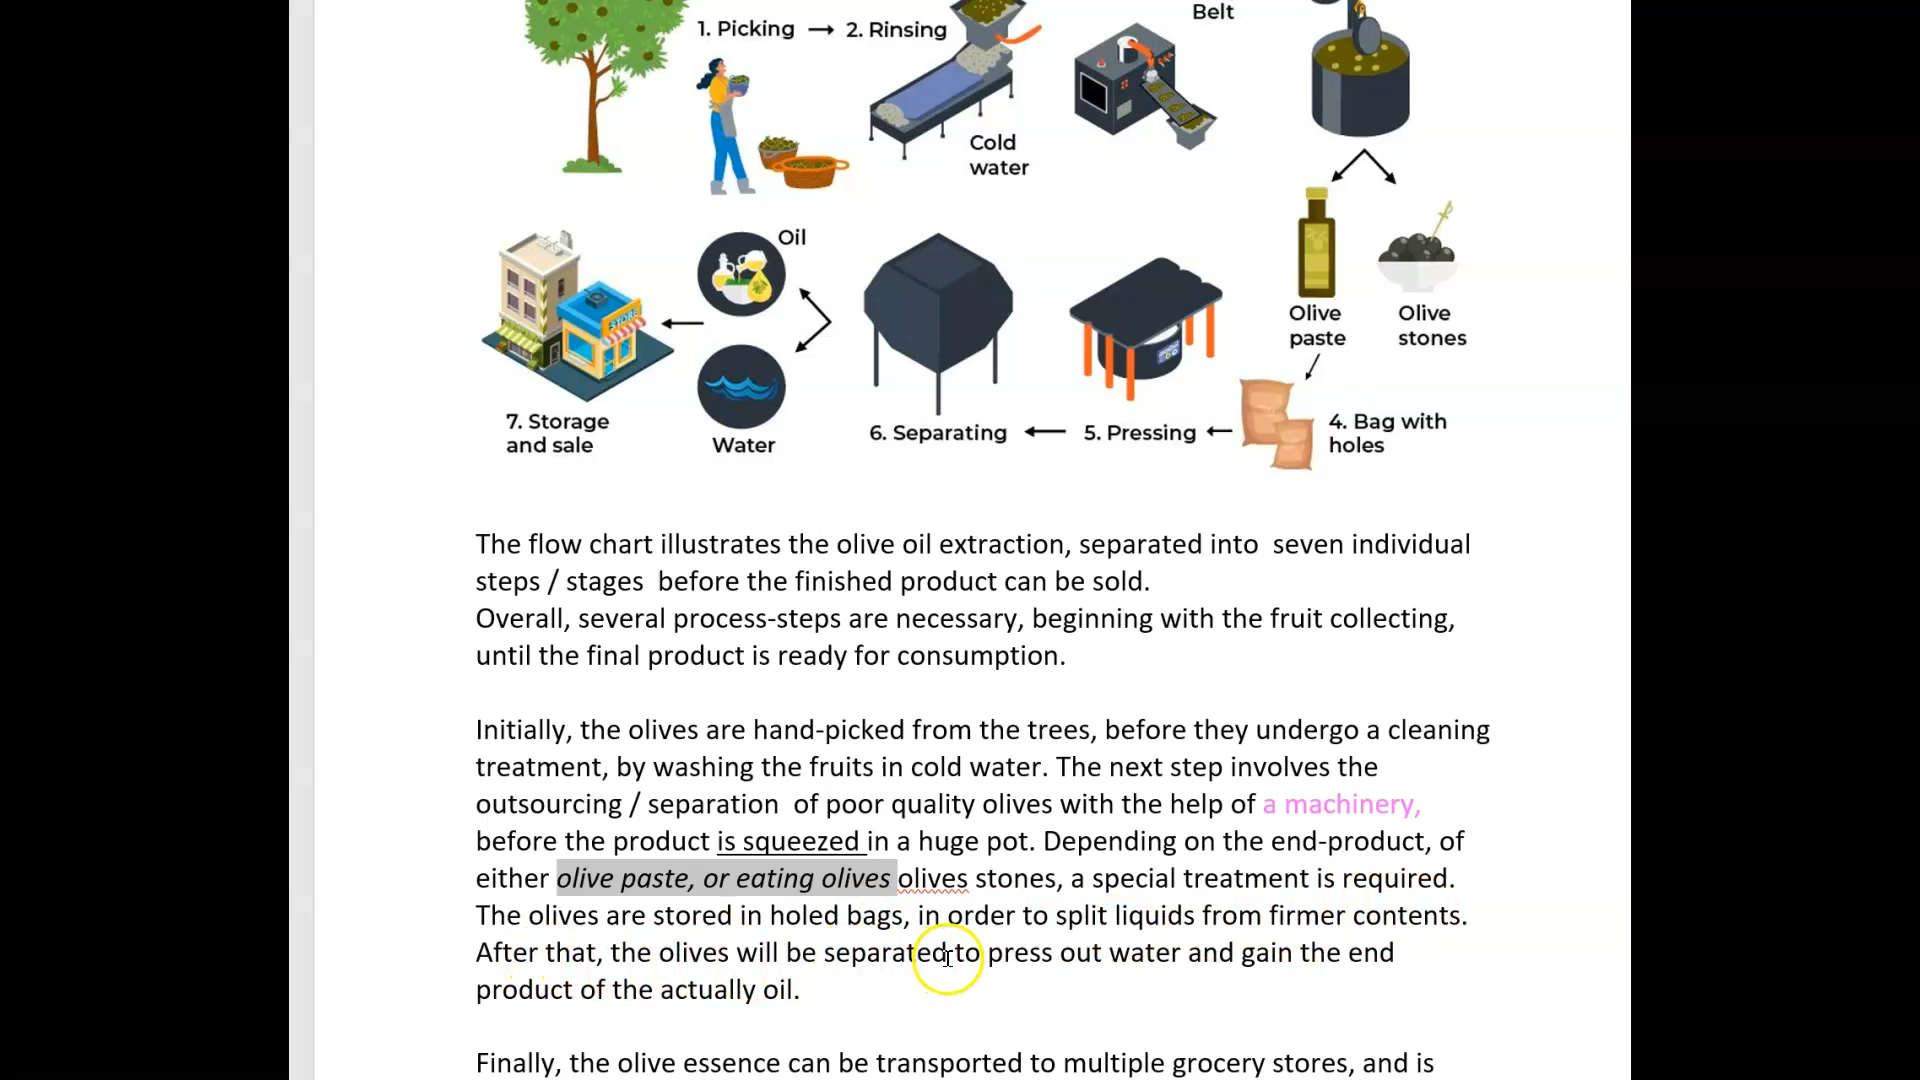 Belt
1. Picking → 2. Rinsing
Cold
water
Oil
STORE
Olive
paste
Olive
stones
7. Storage
and sale
Water
6. Separating
5. Pressing
4. Bag with
holes
The flow chart illustrates the olive oil extraction, separated into  seven individual
steps / stages  before the finished product can be sold.
Overall, several process-steps are necessary, beginning with the fruit collecting,
until the final product is ready for consumption.
Initially, the olives are hand-picked from the trees, before they undergo a cleaning
treatment, by washing the fruits in cold water. The next step involves the
outsourcing / separation  of poor quality olives with the help of a machinery,
before the product is squeezed in a huge pot. Depending on the end-product, of
either olive paste, or eating olives olives stones, a special treatment is required.
The olives are stored in holed bags, in order to split liquids from firmer contents.
After that, the olives will be separated to press out water and gain the end
product of the actually oil.
Finally, the olive essence can be transported to multiple grocery stores, and is